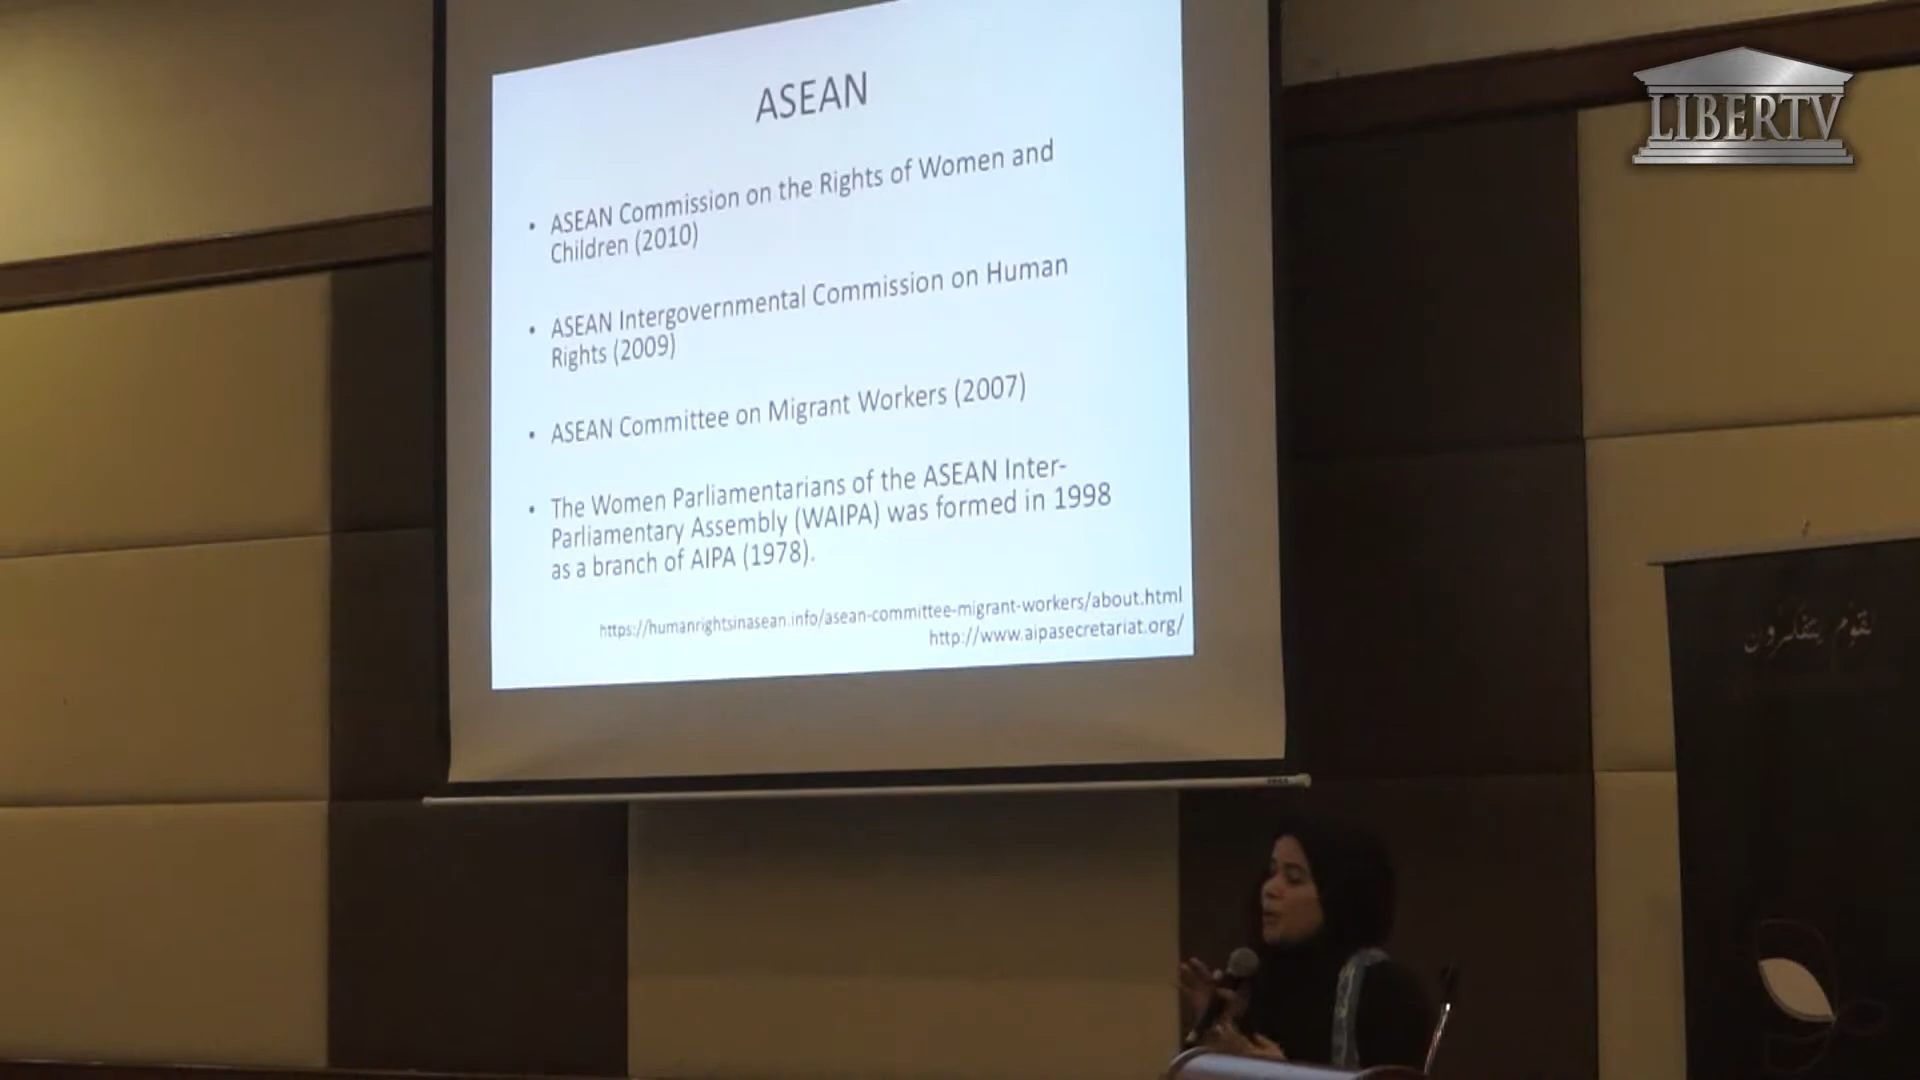 ASEAN
• ASEAN Commission on the Rights of Women and
Children (2010)
• ASEAN Intergovernmental Commission on Human
Rights (2009)
• ASEAN Committee on Migrant Workers (2007)
• The Women Parliamentarians of the ASEAN Inter-
Parliamentary Assembly (WAIPA) was formed in 1998
as a branch of AIPA (1978).
https://humanrightsinasean.info/asean-committee-migrant-workers/about.html
http://www.aipasecretariat.org/
LIBERTV
لقوم يتفكرون